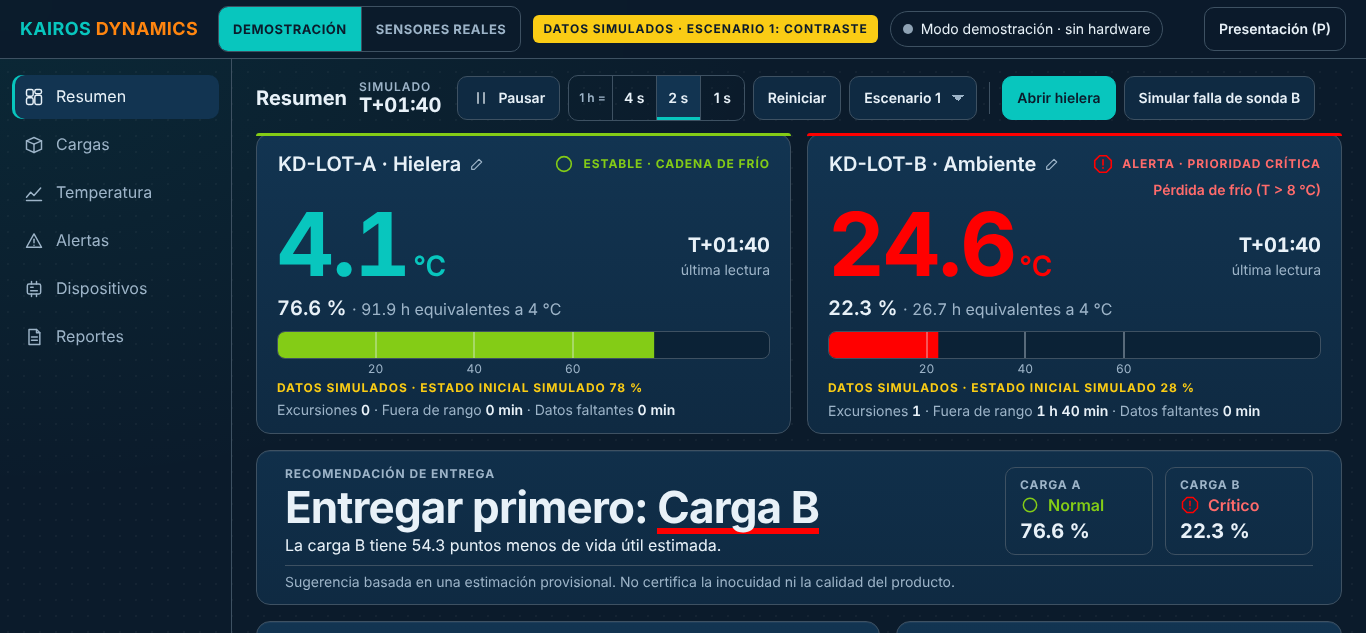 KAIROS DYNAMICS
DEMOSTRACIÓN
SENSORES REALES
DATOS SIMULADOS · ESCENARIO 1: CONTRASTE
Modo demostración · sin hardware
Presentación (P)
Resumen
Cargas
Temperatura
Alertas
Dispositivos
Reportes
Resumen
SIMULADO
T+01:40
Pausar
1 h =
4 s
2 s
1 s
Reiniciar
Escenario 1
Abrir hielera
Simular falla de sonda B
KD-LOT-A · Hielera
ESTABLE · CADENA DE FRÍO
4.1 °C
T+01:40
última lectura
76.6 % · 91.9 h equivalentes a 4 °C
20 40 60
DATOS SIMULADOS · ESTADO INICIAL SIMULADO 78 %
Excursiones 0 · Fuera de rango 0 min · Datos faltantes 0 min
KD-LOT-B · Ambiente
ALERTA · PRIORIDAD CRÍTICA
Pérdida de frío (T > 8 °C)
24.6 °C
T+01:40
última lectura
22.3 % · 26.7 h equivalentes a 4 °C
20 40 60
DATOS SIMULADOS · ESTADO INICIAL SIMULADO 28 %
Excursiones 1 · Fuera de rango 1 h 40 min · Datos faltantes 0 min
RECOMENDACIÓN DE ENTREGA
Entregar primero: Carga B
La carga B tiene 54.3 puntos menos de vida útil estimada.
CARGA A
Normal
76.6 %
CARGA B
Crítico
22.3 %
Sugerencia basada en una estimación provisional. No certifica la inocuidad ni la calidad del producto.